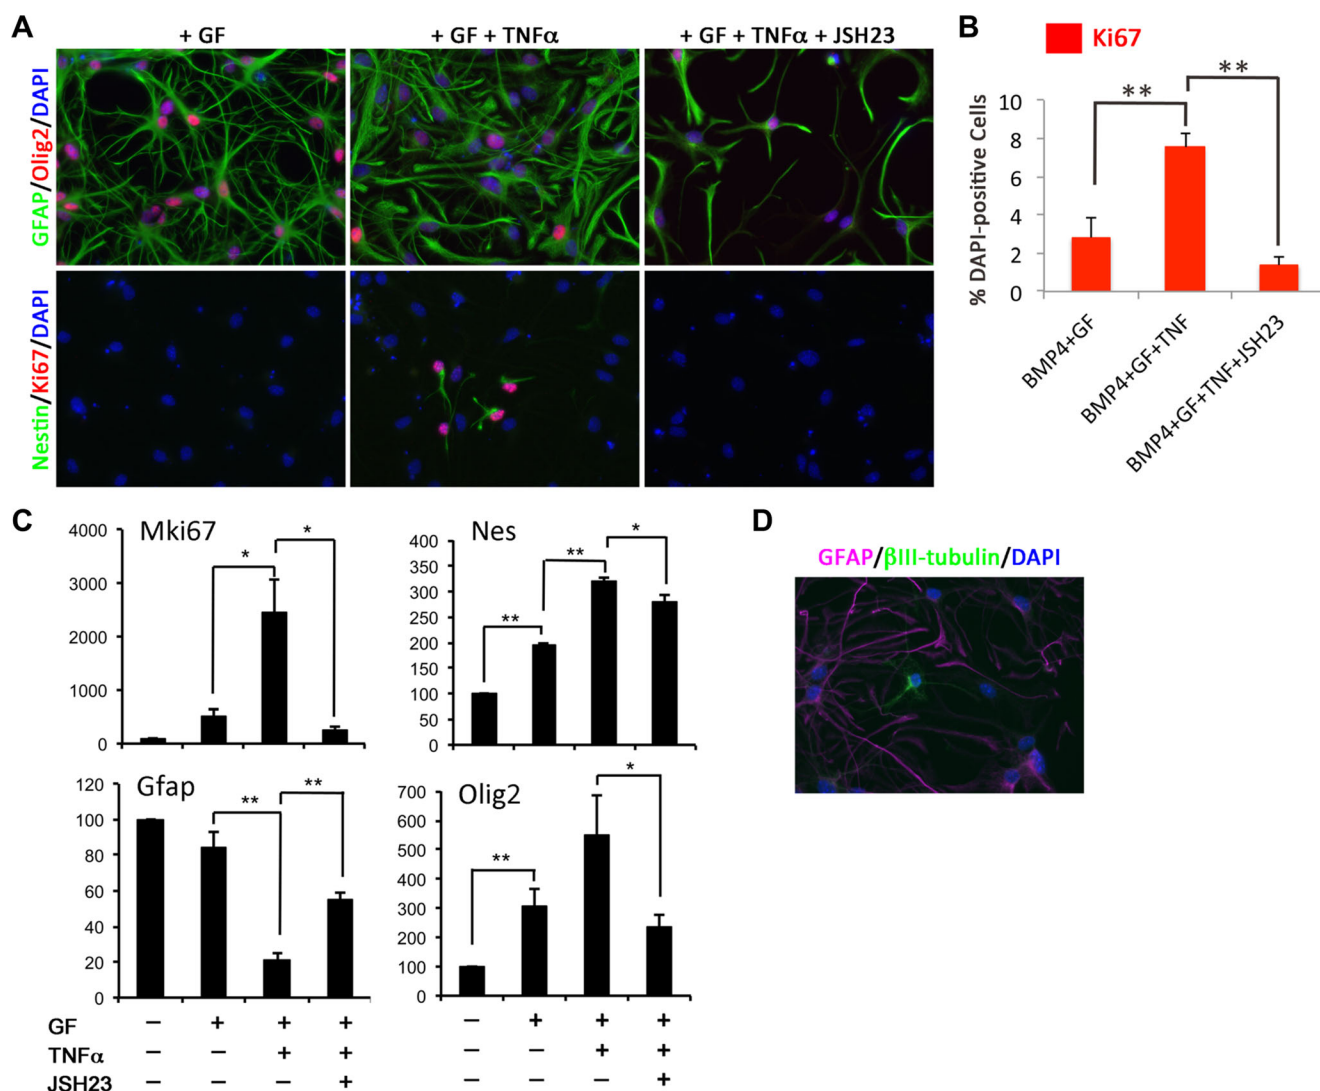 A
+ GF
+ GF + TNFα
+ GF + TNFα + JSH23
GFAP/Olig2/DAPI
Nestin/Ki67/DAPI
B
Ki67
**
**
% DAPI-positive Cells
10
8
6
4
2
0
BMP4+GF
BMP4+GF+TNF
BMP4+GF+TNF+JSH23
C
Mki67
4000
3000
2000
1000
0
*
*
Nes
400
350
300
250
200
150
100
50
0
**
**
*
Gfap
120
100
80
60
40
20
0
**
**
Olig2
700
600
500
400
300
200
100
0
**
*
GF − + + + − + + +
TNFα − − + + − − + +
JSH23 − − − + − − − +
D
GFAP/βIII-tubulin/DAPI